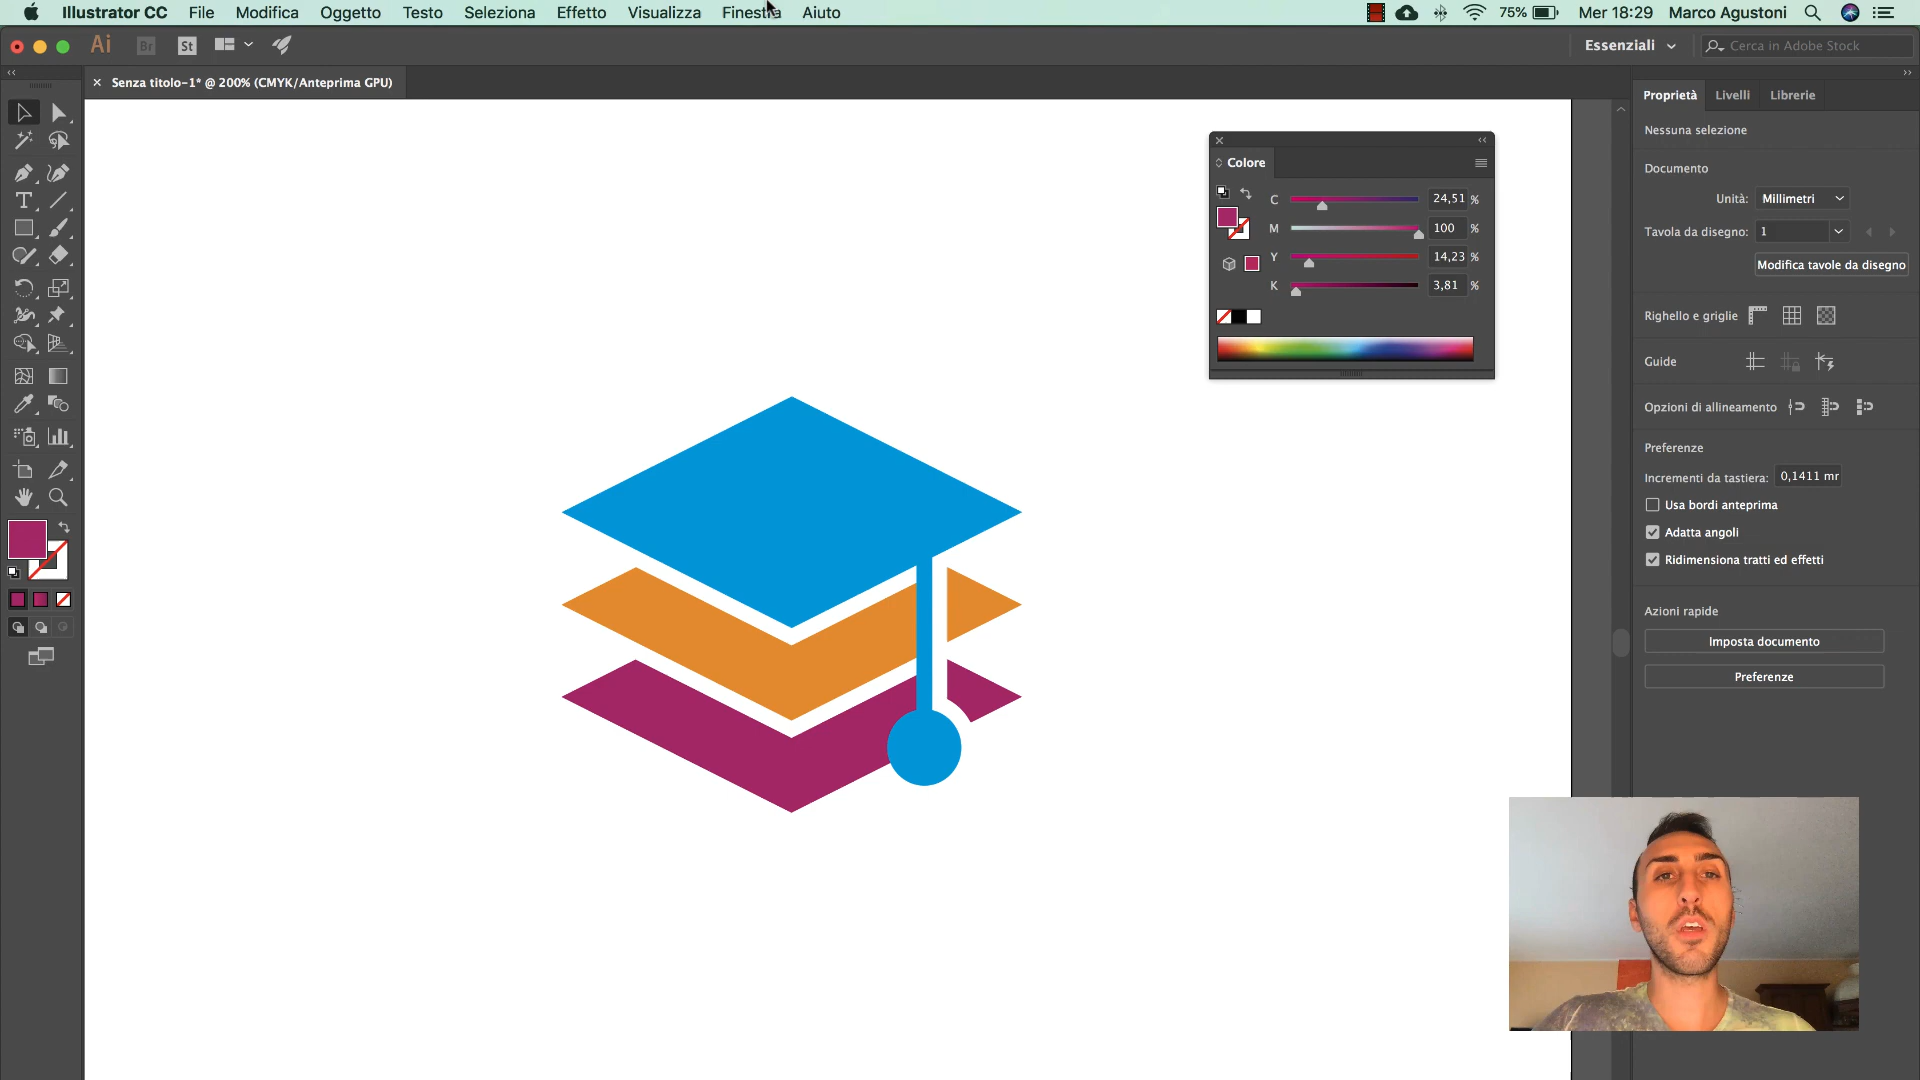 Illustrator CC File Modifica Oggetto Testo Seleziona Effetto Visualizza Finestra Aiuto 75% Mer 18:29 Marco Agustoni
Ai Br St Essenziali Cerca in Adobe Stock
Senza titolo-1* @ 200% (CMYK/Anteprima GPU)
Proprietà Livelli Librerie
Nessuna selezione
Documento
Unità: Millimetri
Tavola da disegno: 1
Modifica tavole da disegno
Righello e griglie
Guide
Opzioni di allineamento
Preferenze
Incrementi da tastiera: 0,1411 mr
Usa bordi anteprima
Adatta angoli
Ridimensiona tratti ed effetti
Azioni rapide
Imposta documento
Preferenze
Colore
C 24,51 %
M 100 %
Y 14,23 %
K 3,81 %
T